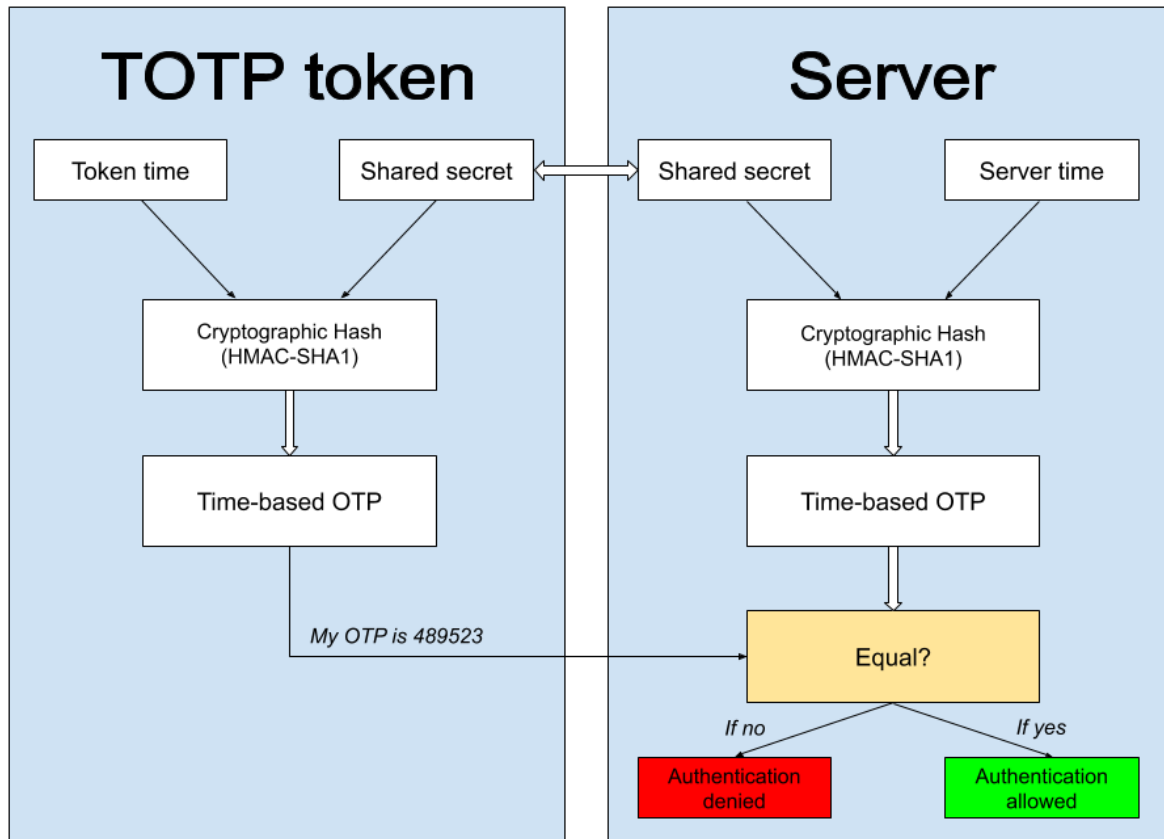 TOTP token
Server
Token time
Shared secret
Shared secret
Server time
Cryptographic Hash
(HMAC-SHA1)
Cryptographic Hash
(HMAC-SHA1)
Time-based OTP
Time-based OTP
My OTP is 489523
Equal?
If no
If yes
Authentication
denied
Authentication
allowed